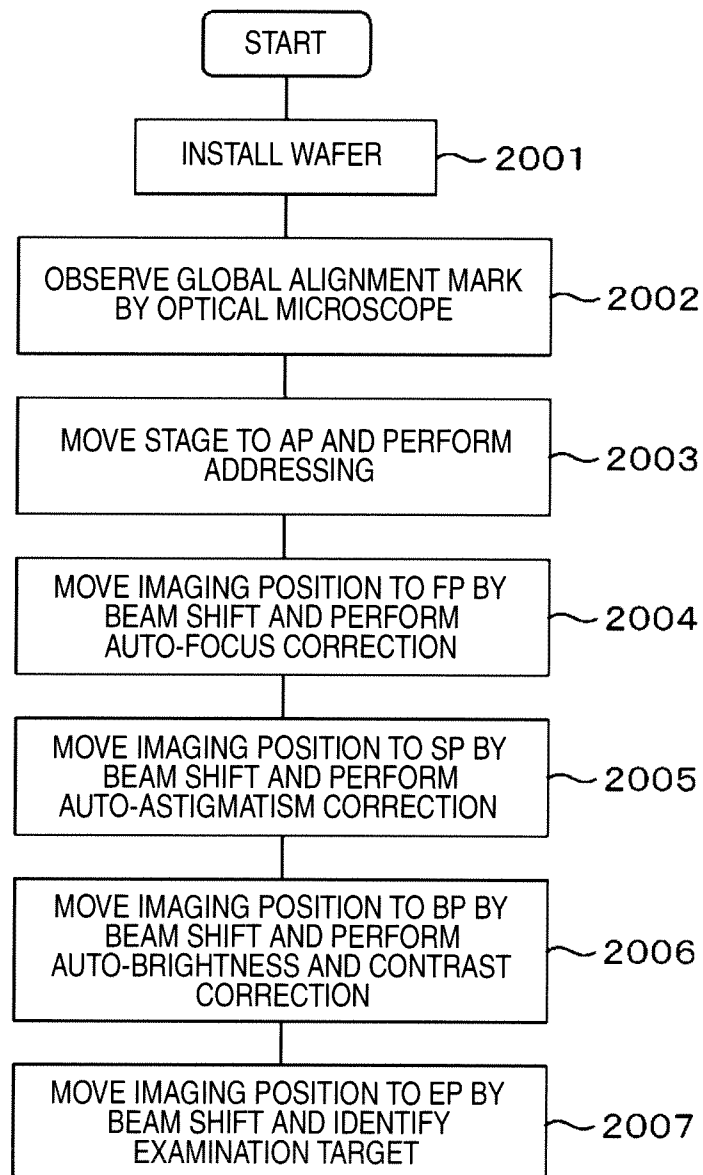 START
INSTALL WAFER
2001
OBSERVE GLOBAL ALIGNMENT MARK
BY OPTICAL MICROSCOPE
2002
MOVE STAGE TO AP AND PERFORM
ADDRESSING
2003
MOVE IMAGING POSITION TO FP BY
BEAM SHIFT AND PERFORM
AUTO-FOCUS CORRECTION
2004
MOVE IMAGING POSITION TO SP BY
BEAM SHIFT AND PERFORM
AUTO-ASTIGMATISM CORRECTION
2005
MOVE IMAGING POSITION TO BP BY
BEAM SHIFT AND PERFORM
AUTO-BRIGHTNESS AND CONTRAST
CORRECTION
2006
MOVE IMAGING POSITION TO EP BY
BEAM SHIFT AND IDENTIFY
EXAMINATION TARGET
2007